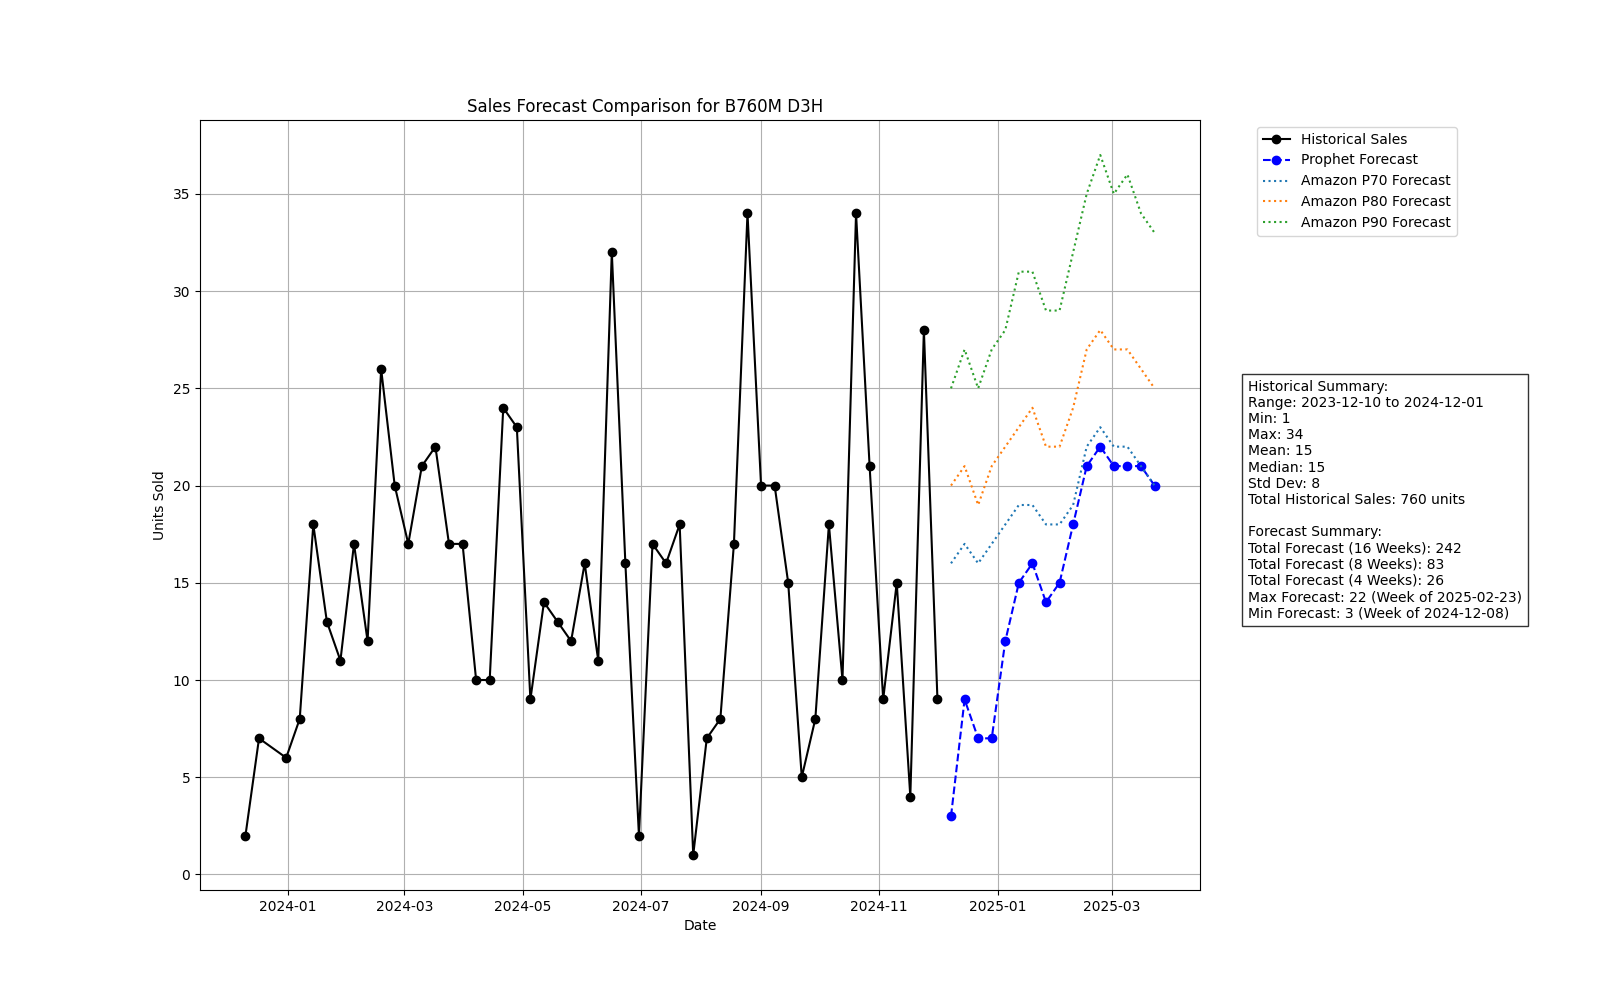 Sales Forecast Comparison for B760M D3H
Historical Sales
Prophet Forecast
Amazon P70 Forecast
Amazon P80 Forecast
Amazon P90 Forecast
Units Sold
35
30
25
20
15
10
5
0
2024-01
2024-03
2024-05
2024-07
2024-09
2024-11
2025-01
2025-03
Date
Historical Summary:
Range: 2023-12-10 to 2024-12-01
Min: 1
Max: 34
Mean: 15
Median: 15
Std Dev: 8
Total Historical Sales: 760 units
Forecast Summary:
Total Forecast (16 Weeks): 242
Total Forecast (8 Weeks): 83
Total Forecast (4 Weeks): 26
Max Forecast: 22 (Week of 2025-02-23)
Min Forecast: 3 (Week of 2024-12-08)